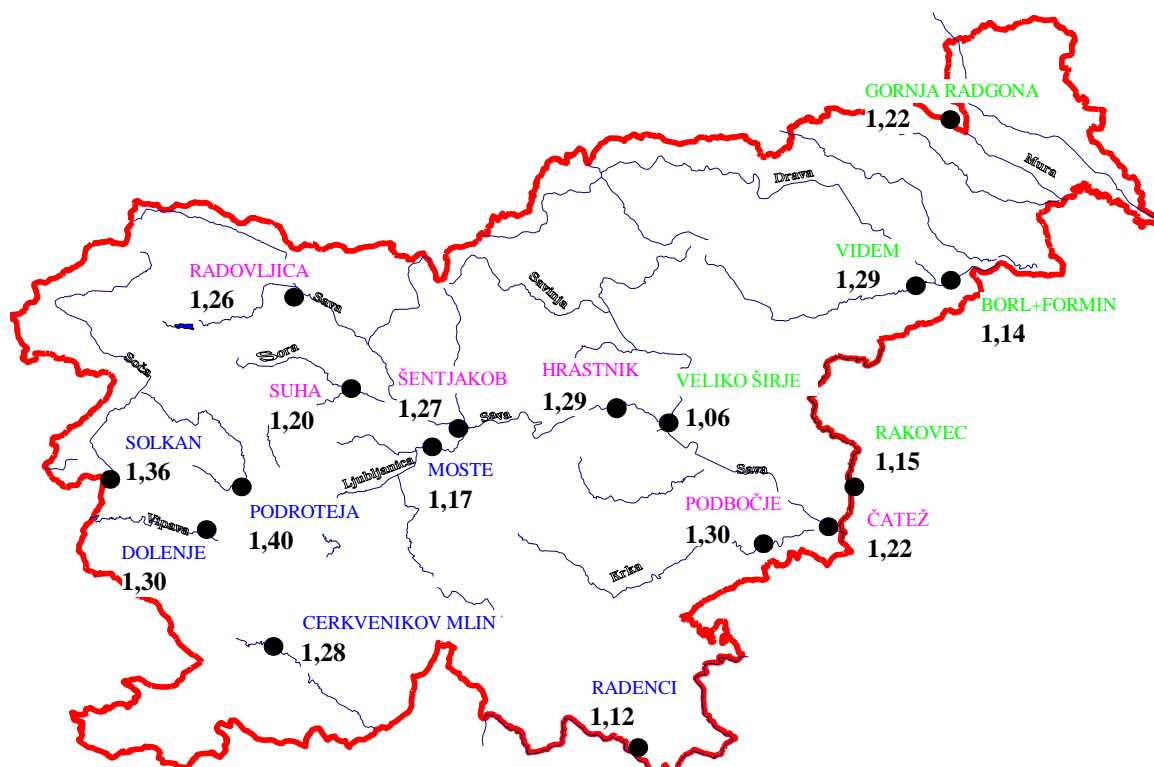 GORNJA RADGONA
1,22
Mura
Drava
VIDEM
1,29
BORL+FORMIN
1,14
RADOVLJICA
1,26
Sava
Savinja
Soča
Sora
SUHA
1,20
ŠENTJAKOB
1,27
Sava
HRASTNIK
1,29
VELIKO ŠIRJE
1,06
RAKOVEC
1,15
SOLKAN
1,36
Ljubljanica
MOSTE
1,17
Sava
PODROTEJA
1,40
PODBOČJE
1,30
ČATEŽ
1,22
Vipava
DOLENJE
1,30
Krka
CERKVENIKOV MLIN
1,28
RADENCI
1,12